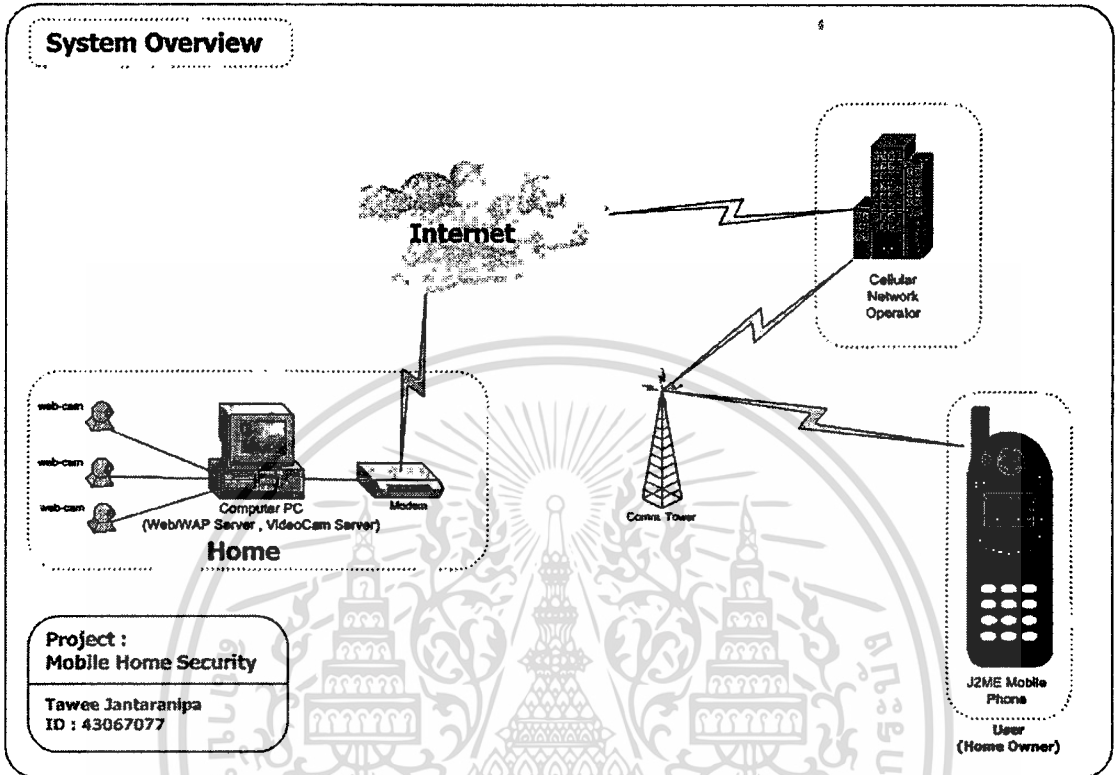 System Overview
Internet
Cellular
Network
Operator
web-cam
web-cam
web-cam
Computer PC
(Web/WAP Server , VideoCam Server)
Modem
Home
Comm. Tower
J2ME Mobile
Phone
User
(Home Owner)
Project :
Mobile Home Security
Tawee Jantaranipa
ID : 43067077